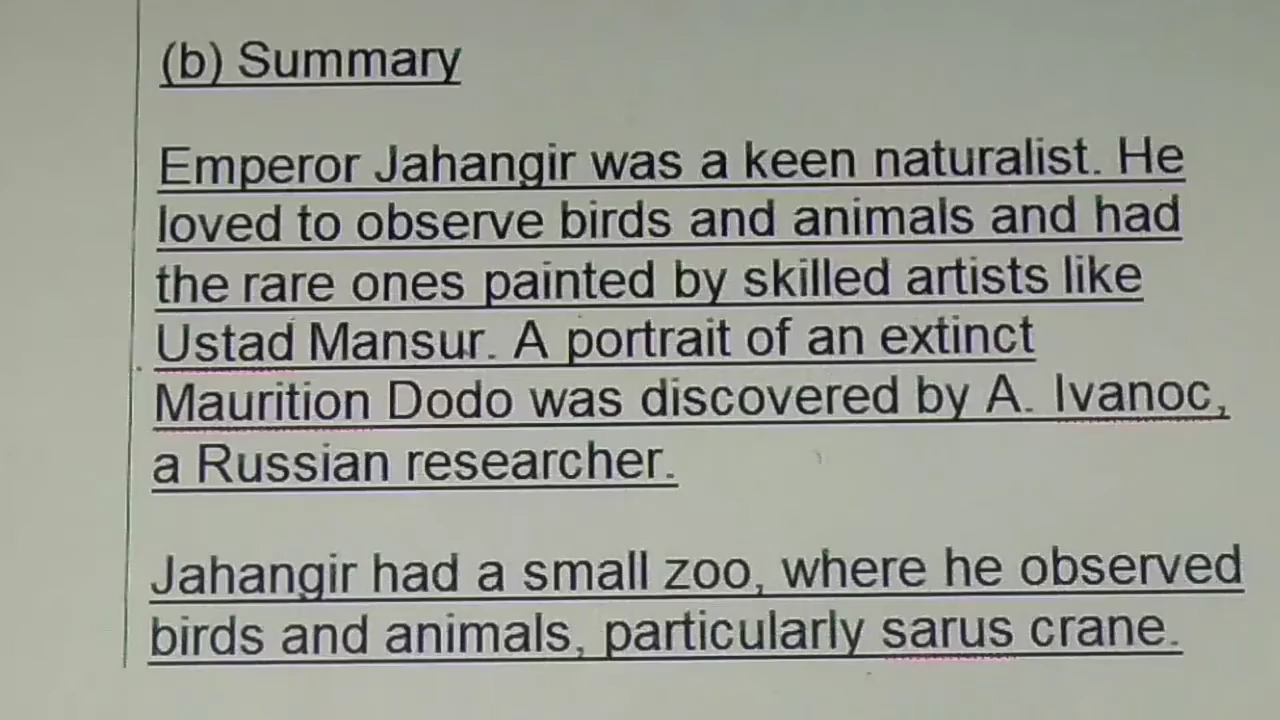 (b) Summary
Emperor Jahangir was a keen naturalist. He
loved to observe birds and animals and had
the rare ones painted by skilled artists like
Ustad Mansur. A portrait of an extinct
Maurition Dodo was discovered by A. Ivanoc,
a Russian researcher.
Jahangir had a small zoo, where he observed
birds and animals, particularly sarus crane.